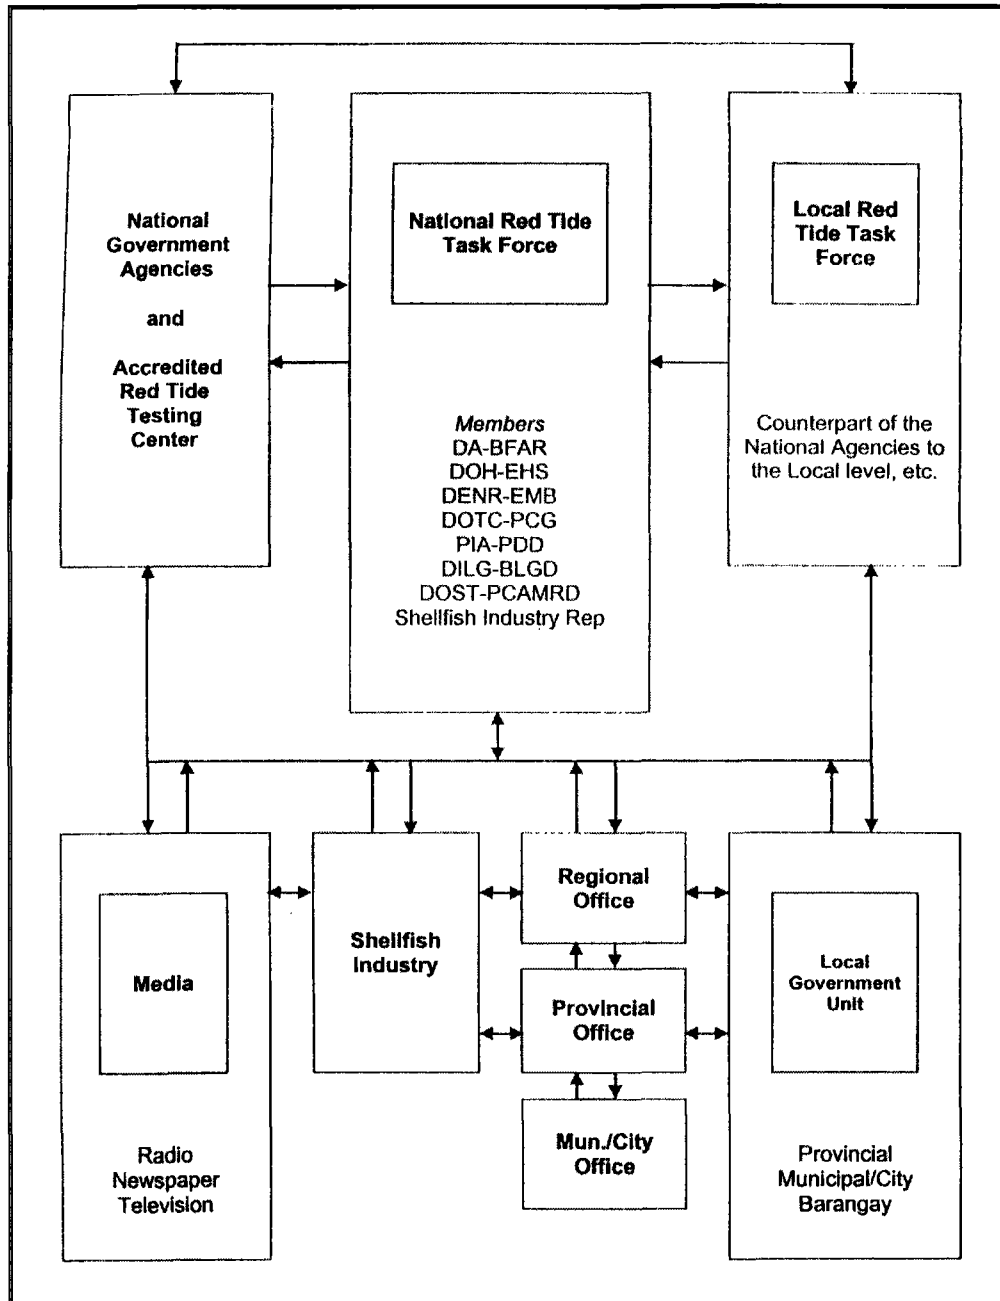 National
Government
Agencies
and
Accredited
Red Tide
Testing
Center
National Red Tide
Task Force
Members
DA-BFAR
DOH-EHS
DENR-EMB
DOTC-PCG
PIA-PDD
DILG-BLGD
DOST-PCAMRD
Shellfish Industry Rep
Local Red
Tide Task
Force
Counterpart of the
National Agencies to
the Local level, etc.
Media
Radio
Newspaper
Television
Shellfish
Industry
Regional
Office
Provincial
Office
Mun./City
Office
Local
Government
Unit
Provincial
Municipal/City
Barangay